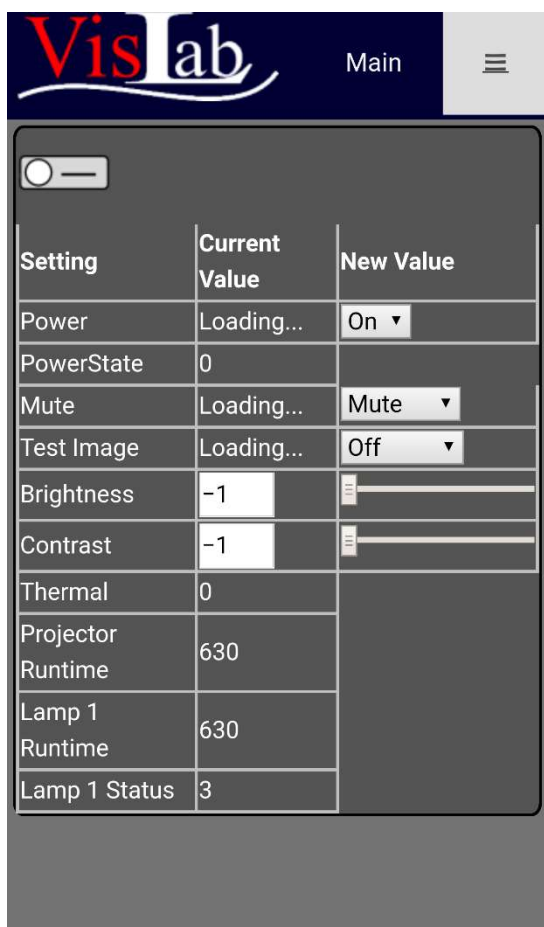 VisLab
Main
Setting Current Value New Value
Power Loading... On
PowerState 0
Mute Loading... Mute
Test Image Loading... Off
Brightness −1
Contrast −1
Thermal 0
Projector Runtime 630
Lamp 1 Runtime 630
Lamp 1 Status 3